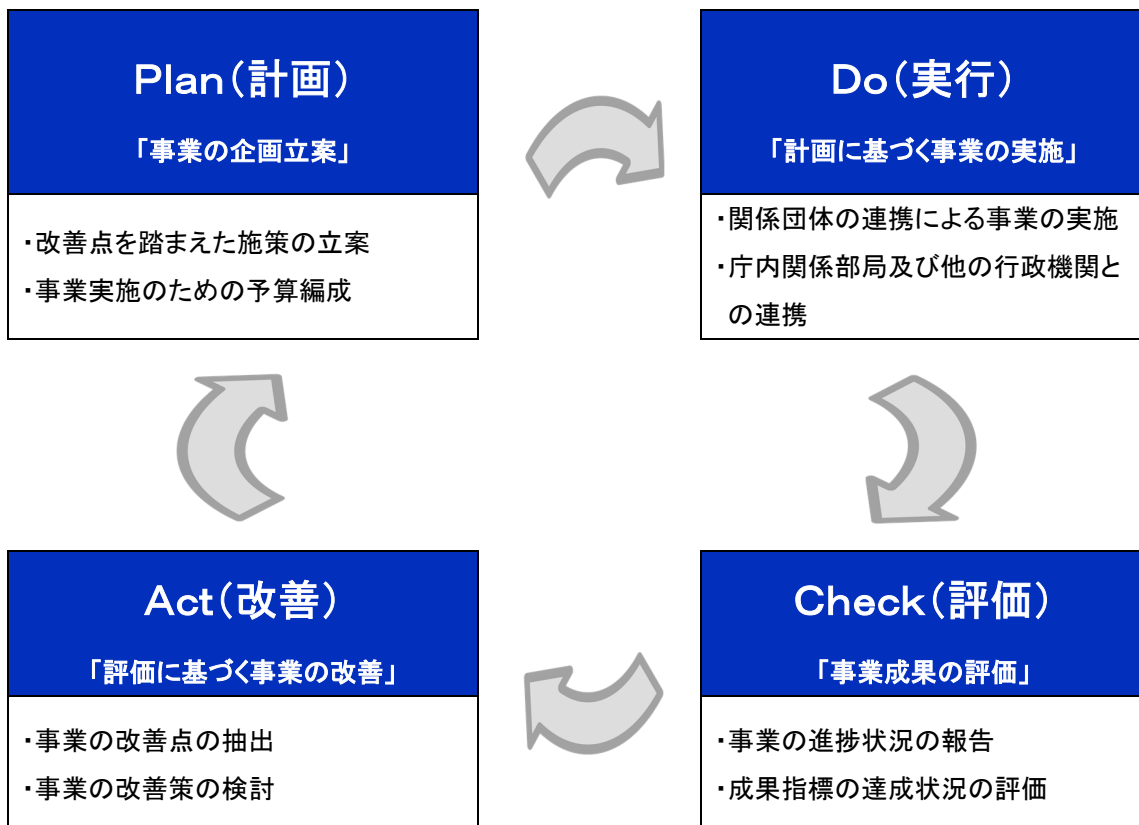 Plan(計画)
「事業の企画立案」
・改善点を踏まえた施策の立案
・事業実施のための予算編成
Do(実行)
「計画に基づく事業の実施」
・関係団体の連携による事業の実施
・庁内関係部局及び他の行政機関と
の連携
Act(改善)
「評価に基づく事業の改善」
・事業の改善点の抽出
・事業の改善策の検討
Check(評価)
「事業成果の評価」
・事業の進捗状況の報告
・成果指標の達成状況の評価